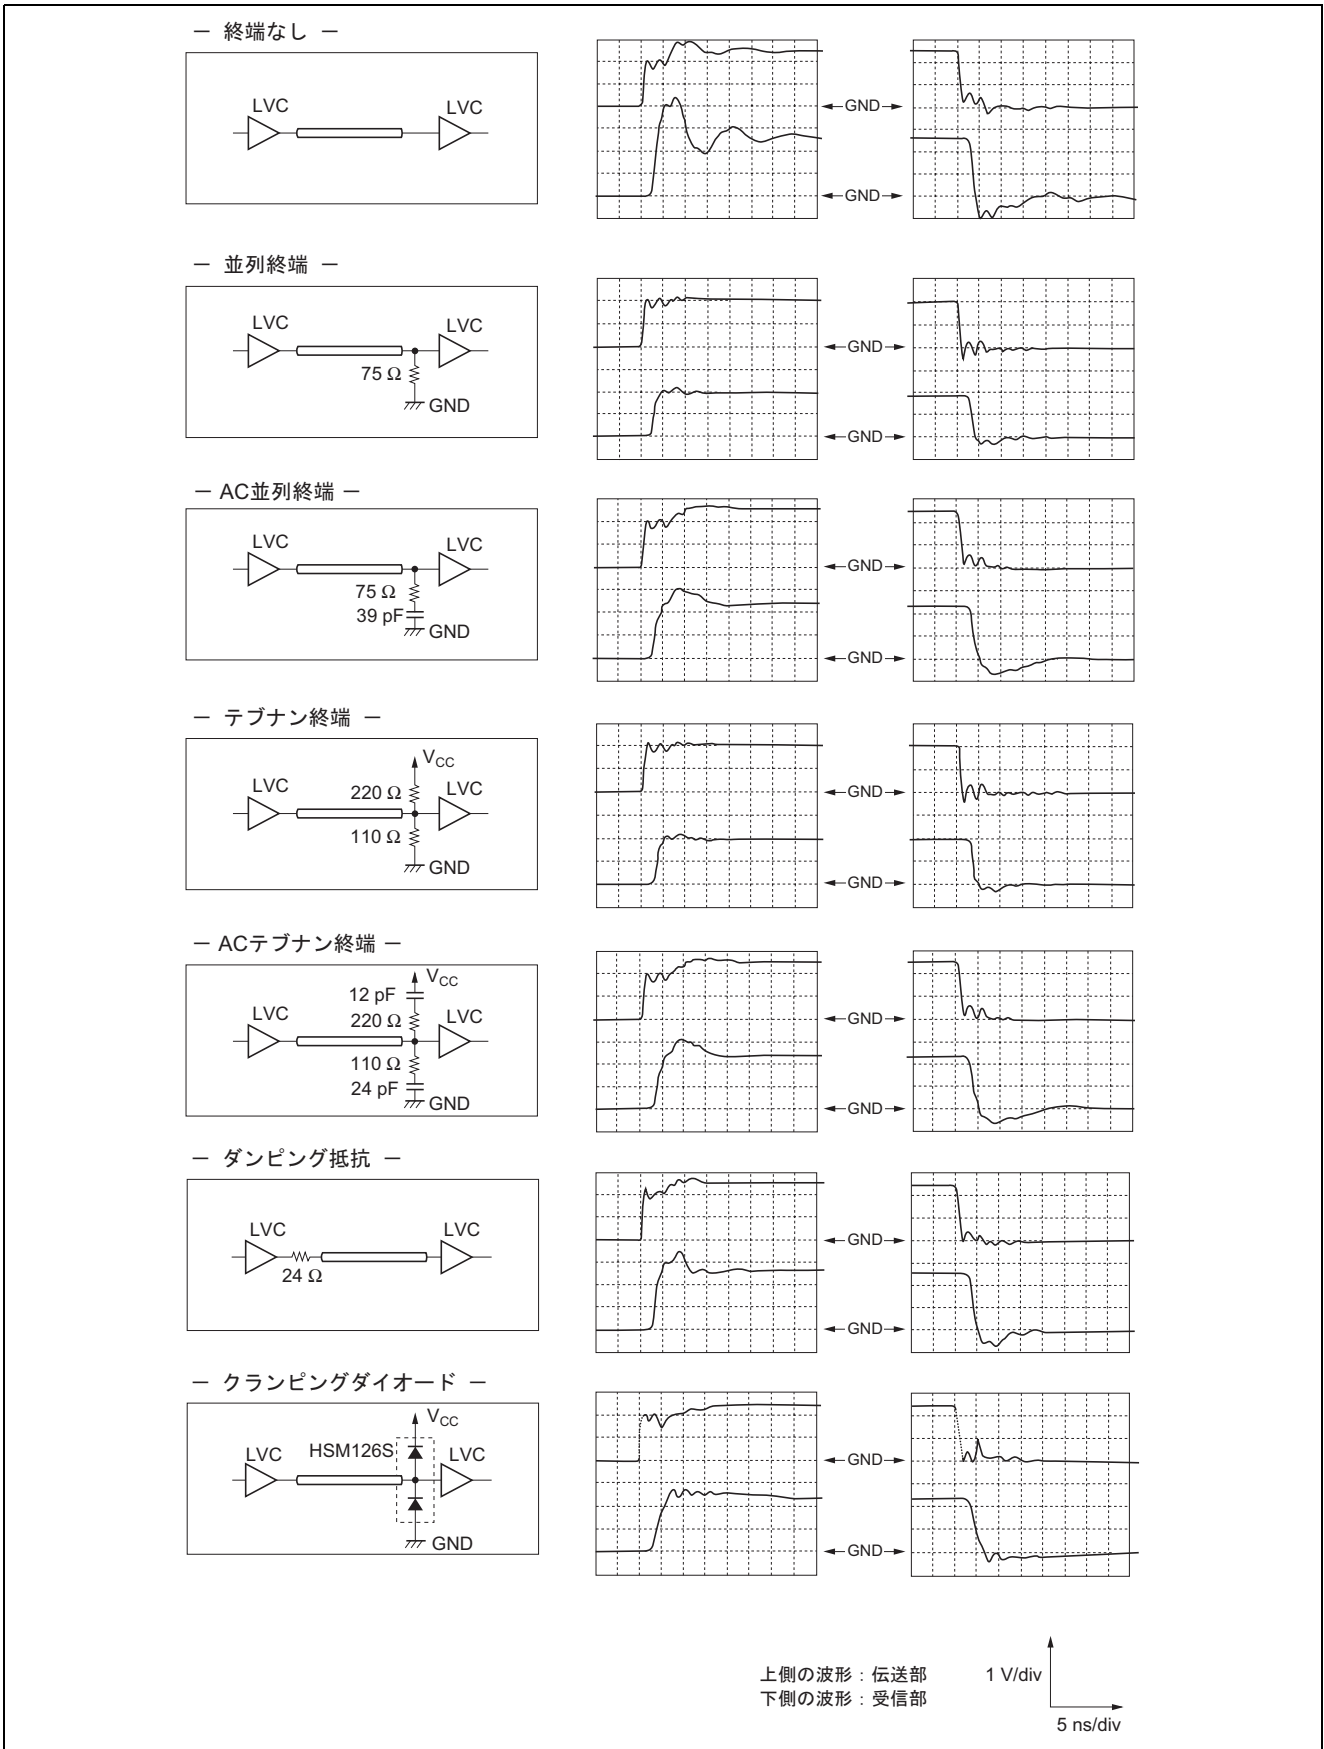 ― 終端なし ―
LVC
LVC
GND
GND
― 並列終端 ―
LVC
LVC
75 Ω
GND
GND
GND
― AC並列終端 ―
LVC
LVC
75 Ω
39 pF
GND
GND
GND
― テブナン終端 ―
VCC
LVC
220 Ω
LVC
110 Ω
GND
GND
GND
― ACテブナン終端 ―
VCC
12 pF
LVC
220 Ω
LVC
110 Ω
24 pF
GND
GND
GND
― ダンピング抵抗 ―
LVC
LVC
24 Ω
GND
GND
― クランピングダイオード ―
VCC
LVC
HSM126S
LVC
GND
GND
GND
上側の波形：伝送部
下側の波形：受信部
1 V/div
5 ns/div